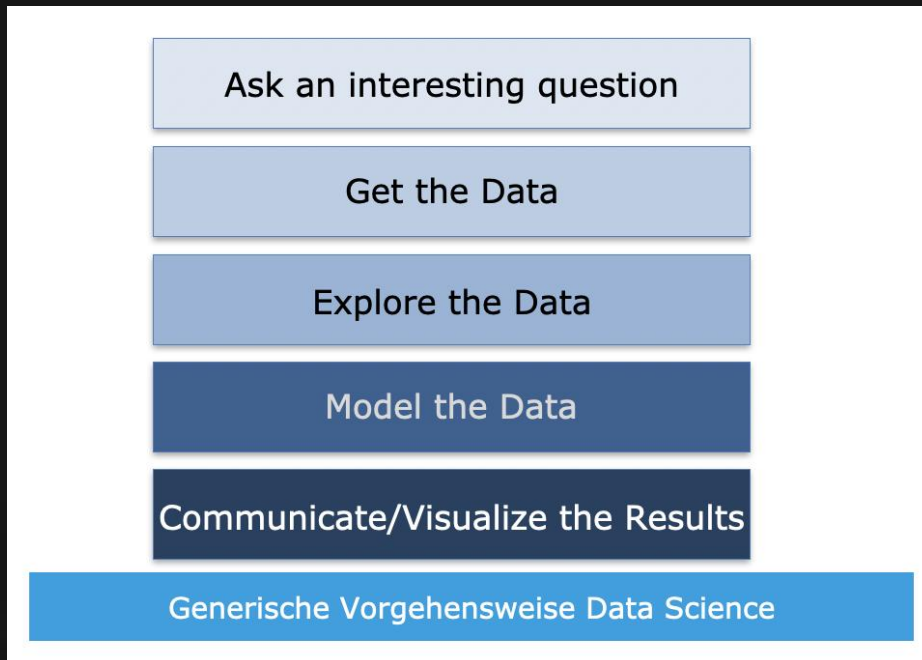 Ask an interesting question
Get the Data
Explore the Data
Model the Data
Communicate/Visualize the Results
Generische Vorgehensweise Data Science